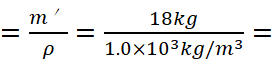 = m′/ρ = 18kg/1.0×10³kg/m³ =